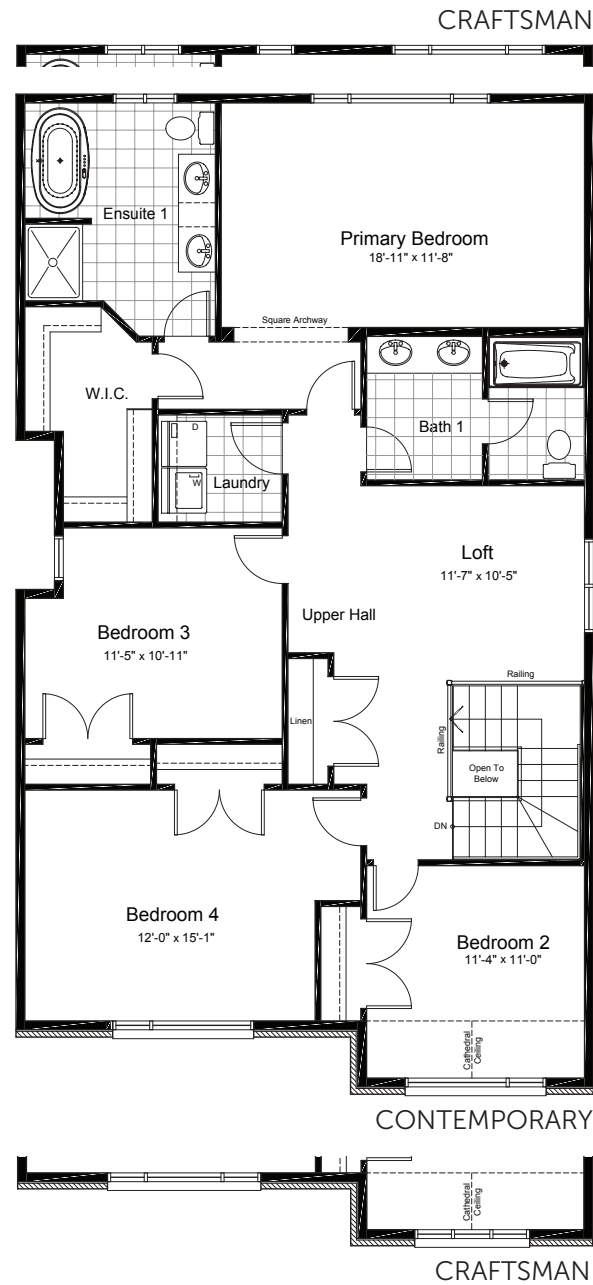 CRAFTSMAN
Ensuite 1
Primary Bedroom
18'-11" x 11'-8"
Square Archway
W.I.C.
D
W
Laundry
Bath 1
Loft
11'-7" x 10'-5"
Upper Hall
Bedroom 3
11'-5" x 10'-11"
Railing
Linen
Railing
Open To
Below
DN
Bedroom 4
12'-0" x 15'-1"
Bedroom 2
11'-4" x 11'-0"
Cathedral
Ceiling
CONTEMPORARY
Cathedral
Ceiling
CRAFTSMAN